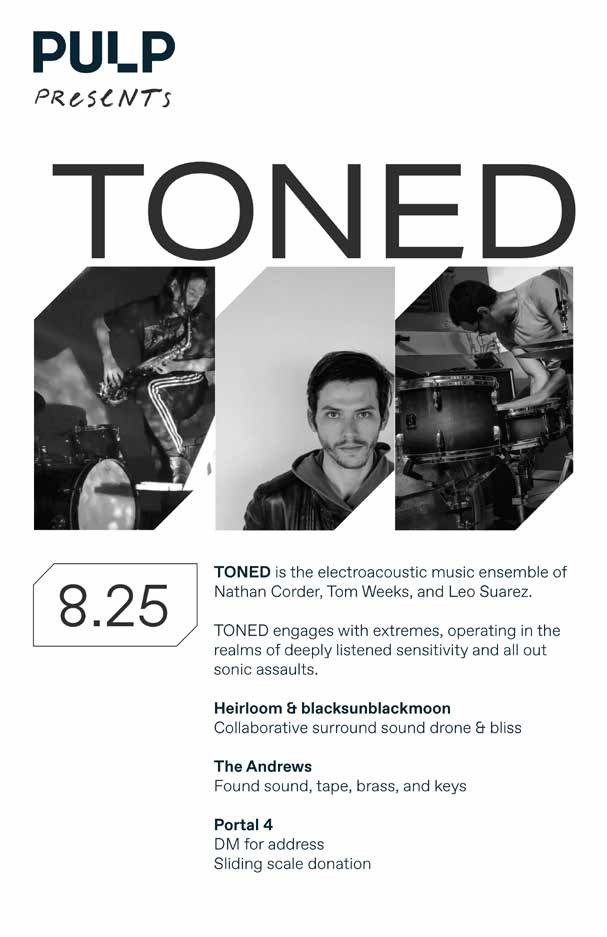 PULP
PRESENTS
TONED
8.25
TONED is the electroacoustic music ensemble of
Nathan Corder, Tom Weeks, and Leo Suarez.
TONED engages with extremes, operating in the
realms of deeply listened sensitivity and all out
sonic assaults.
Heirloom & blacksunblackmoon
Collaborative surround sound drone & bliss
The Andrews
Found sound, tape, brass, and keys
Portal 4
DM for address
Sliding scale donation